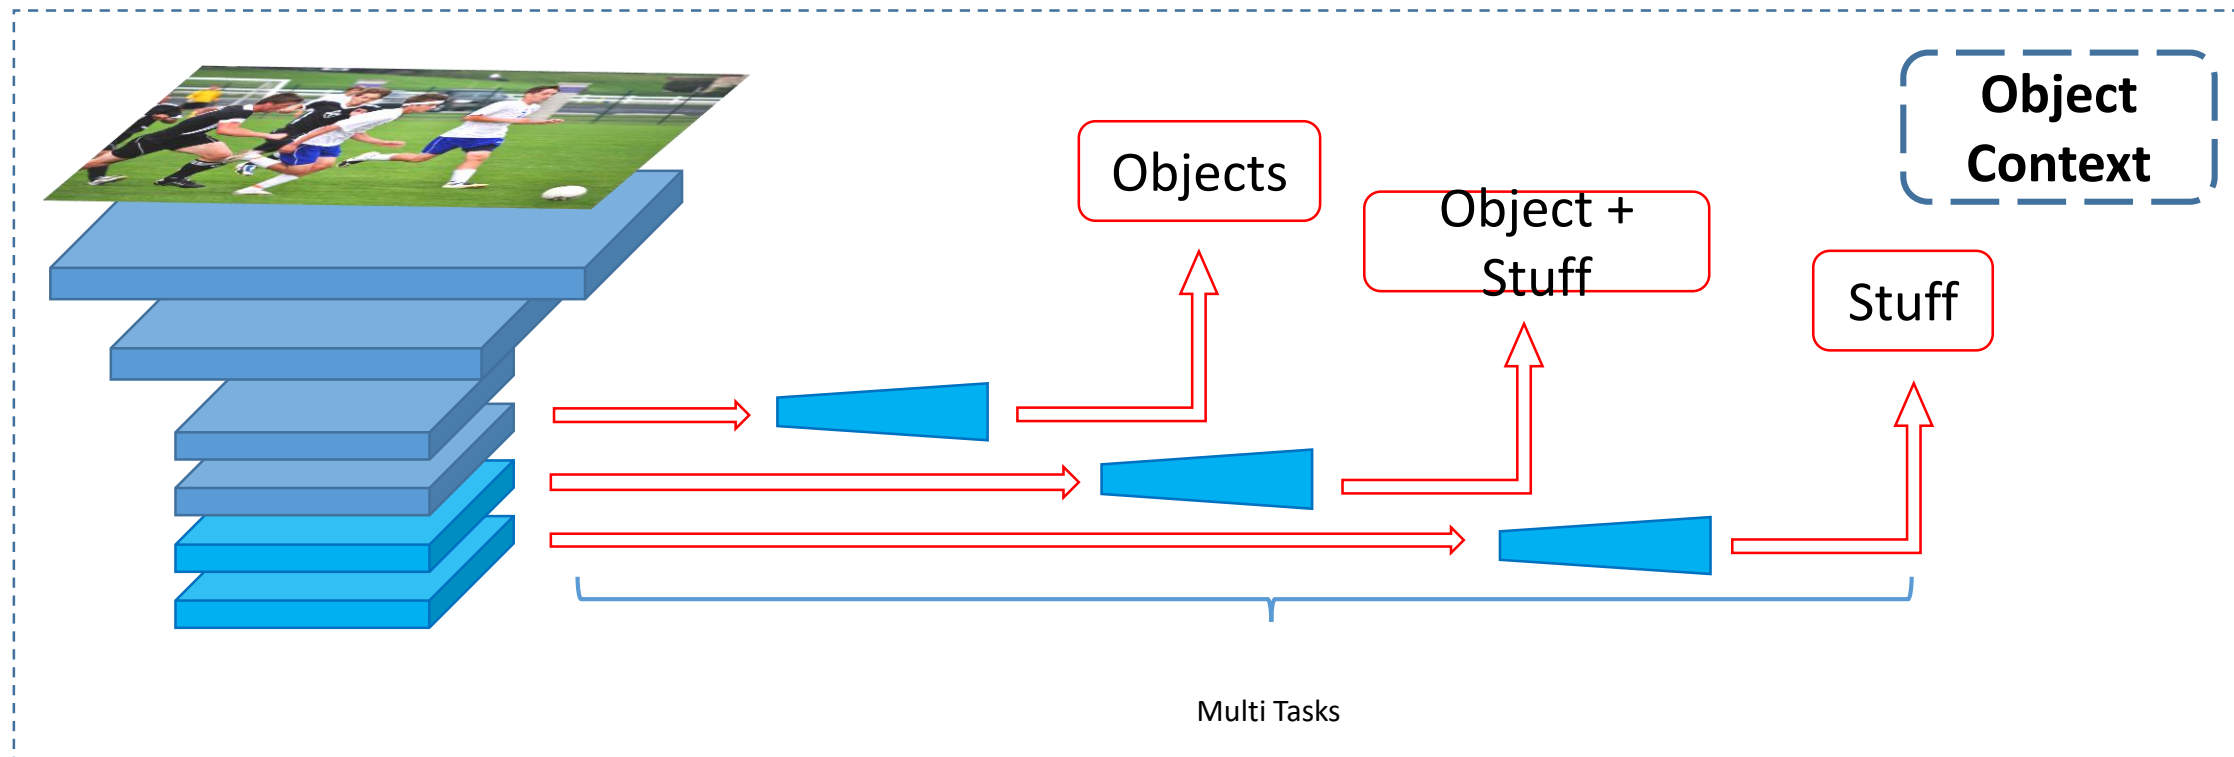 Object
Context
Objects
Object +
Stuff
Stuff
Multi Tasks